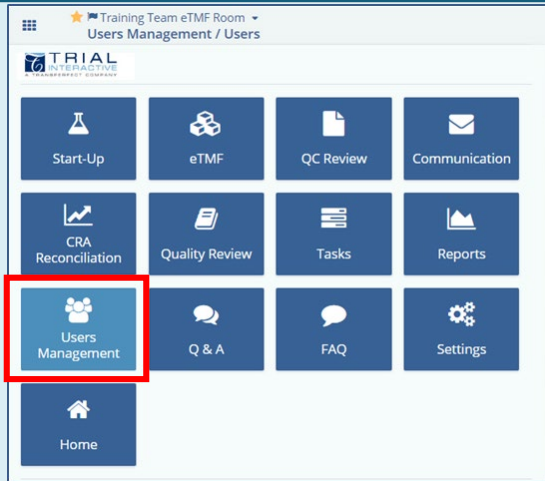 Training Team eTMF Room
Users Management / Users
TRIAL
INTERACTIVE
A TRANSPERFECT COMPANY
Start-Up
eTMF
QC Review
Communication
CRA
Reconciliation
Quality Review
Tasks
Reports
Users
Management
Q & A
FAQ
Settings
Home